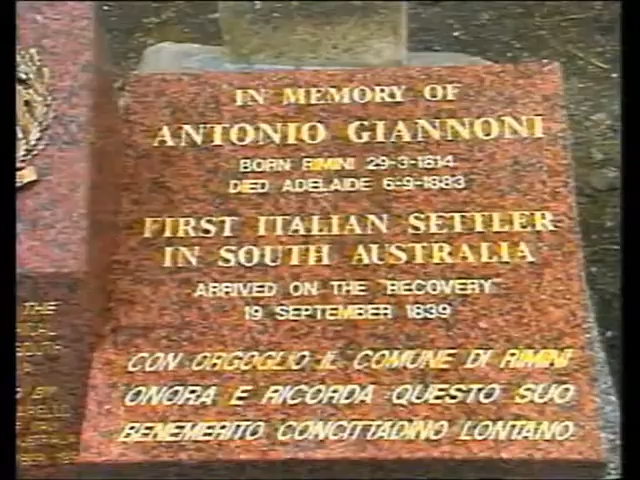 IN MEMORY OF
ANTONIO GIANNONI
BORN RIMINI 29-3-1814
DIED ADELAIDE 6-9-1883
FIRST ITALIAN SETTLER
IN SOUTH AUSTRALIA
ARRIVED ON THE "RECOVERY"
19 SEPTEMBER 1839
CON ORGOGLIO IL COMUNE DI RIMINI
ONORA E RICORDA QUESTO SUO
BENEMERITO CONCITTADINO LONTANO
THE
BY